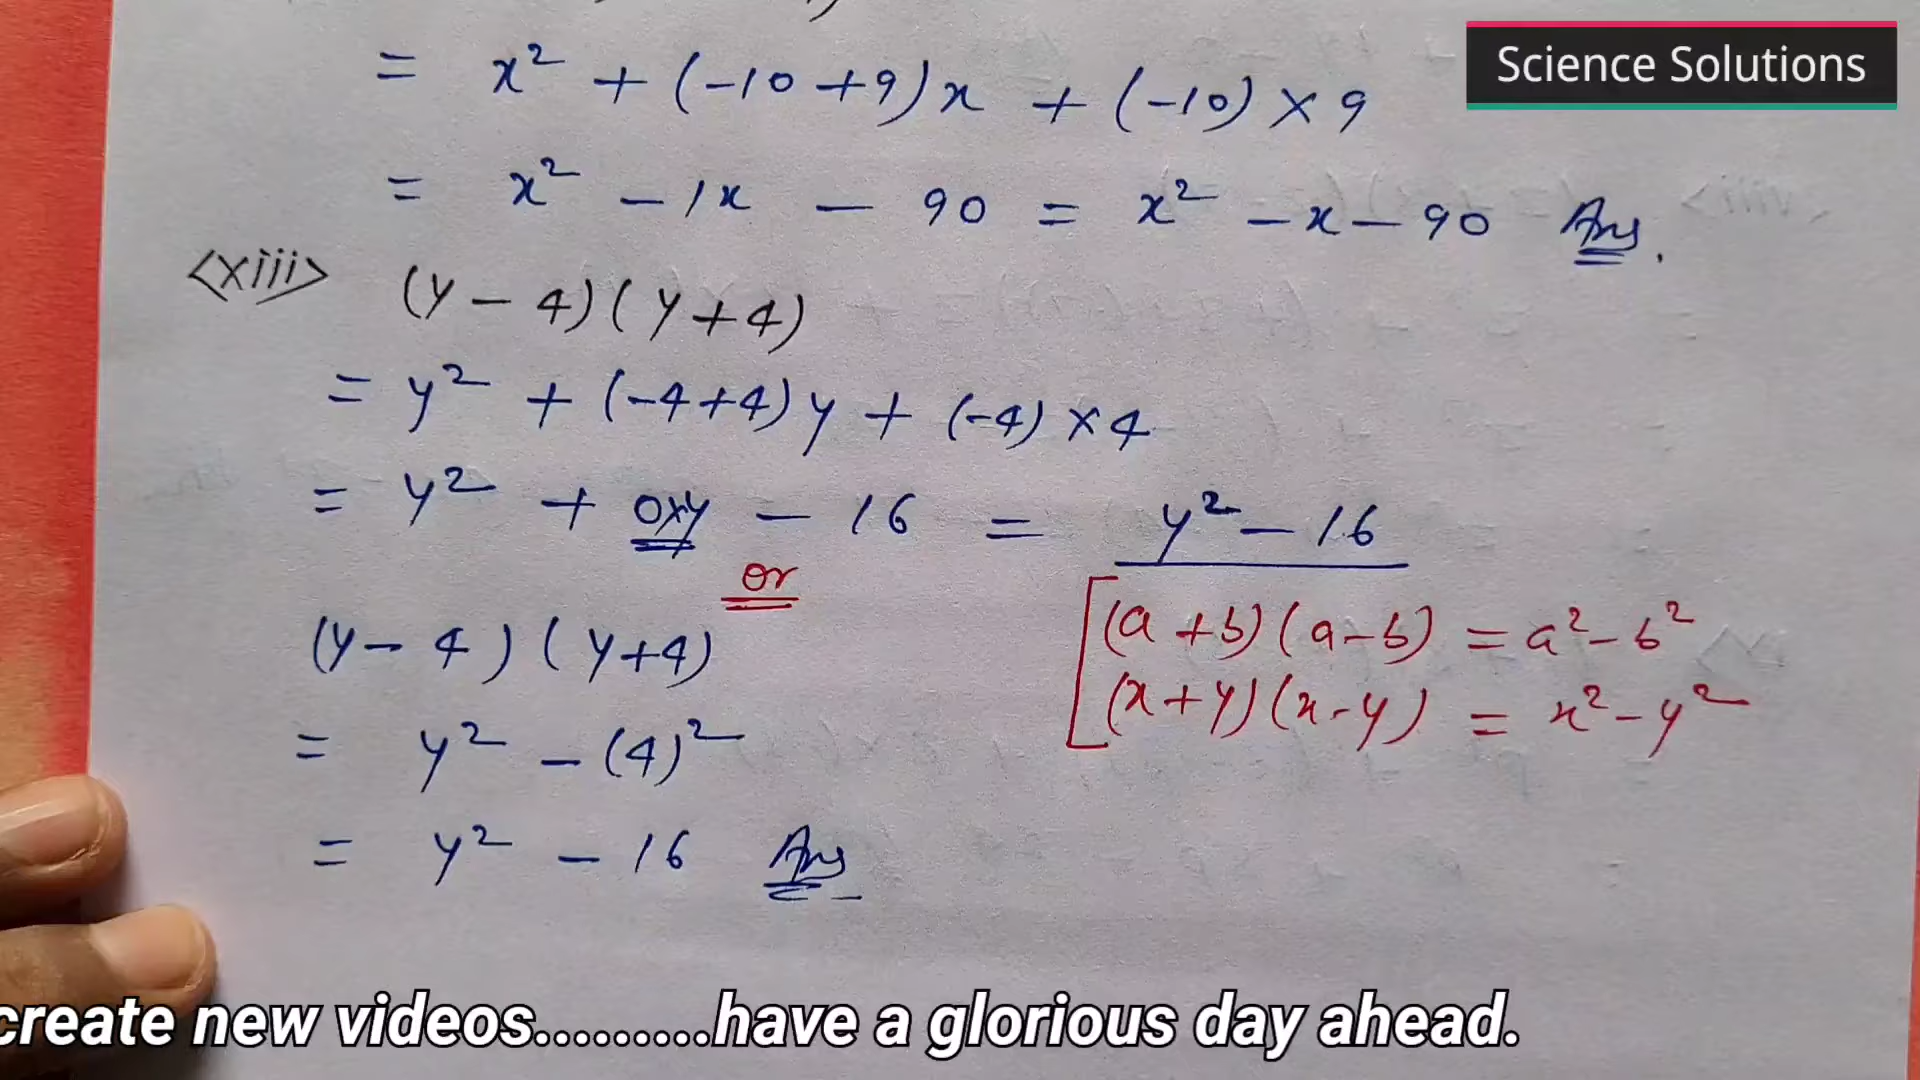 Science Solutions
= x² + (-10+9)x + (-10)×9
= x² - 1x - 90 = x² - x - 90 Ans.
<xiii> (y-4)(y+4)
= y² + (-4+4)y + (-4)×4
= y² + 0xy - 16 = y² - 16
or
(y-4)(y+4)
[(a+b)(a-b) = a²-b²
(x+y)(x-y) = x²-y²
= y² - (4)²
= y² - 16 Ans
create new videos.........have a glorious day ahead.